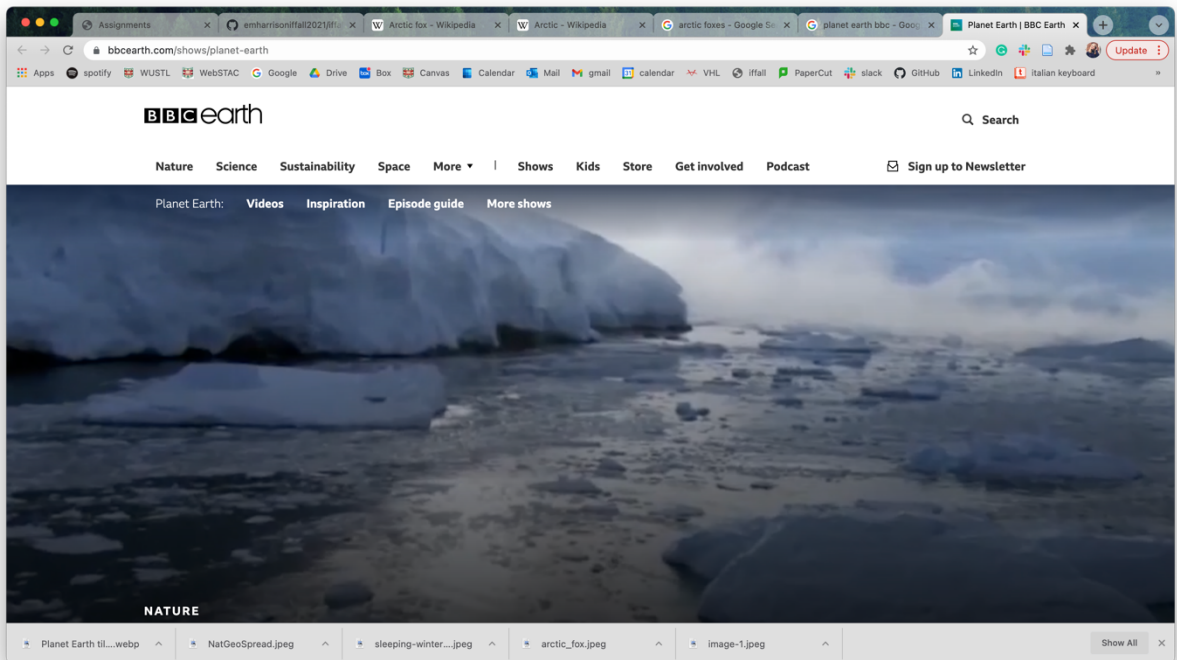 Assignments
emharrisoniffall2021/iffa
Arctic fox - Wikipedia
Arctic - Wikipedia
arctic foxes - Google Se
planet earth bbc - Goog
Planet Earth | BBC Earth
bbcearth.com/shows/planet-earth
Update
Apps spotify WUSTL WebSTAC Google Drive Box Canvas Calendar Mail gmail calendar VHL iffall PaperCut slack GitHub LinkedIn italian keyboard »
BBC earth
Search
Nature Science Sustainability Space More | Shows Kids Store Get involved Podcast Sign up to Newsletter
Planet Earth: Videos Inspiration Episode guide More shows
NATURE
Planet Earth til....webp NatGeoSpread.jpeg sleeping-winter....jpeg arctic_fox.jpeg image-1.jpeg Show All